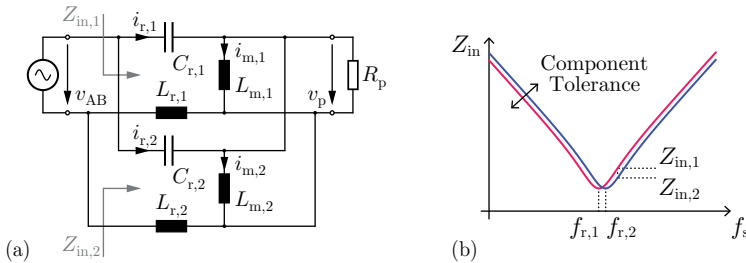 Z_in,1
i_r,1
C_r,1
i_m,1
L_m,1
L_r,1
v_AB
v_p
R_p
i_r,2
C_r,2
i_m,2
L_m,2
L_r,2
Z_in,2
(a)
Z_in
Component
Tolerance
Z_in,1
Z_in,2
f_r,1 f_r,2
f_s
(b)